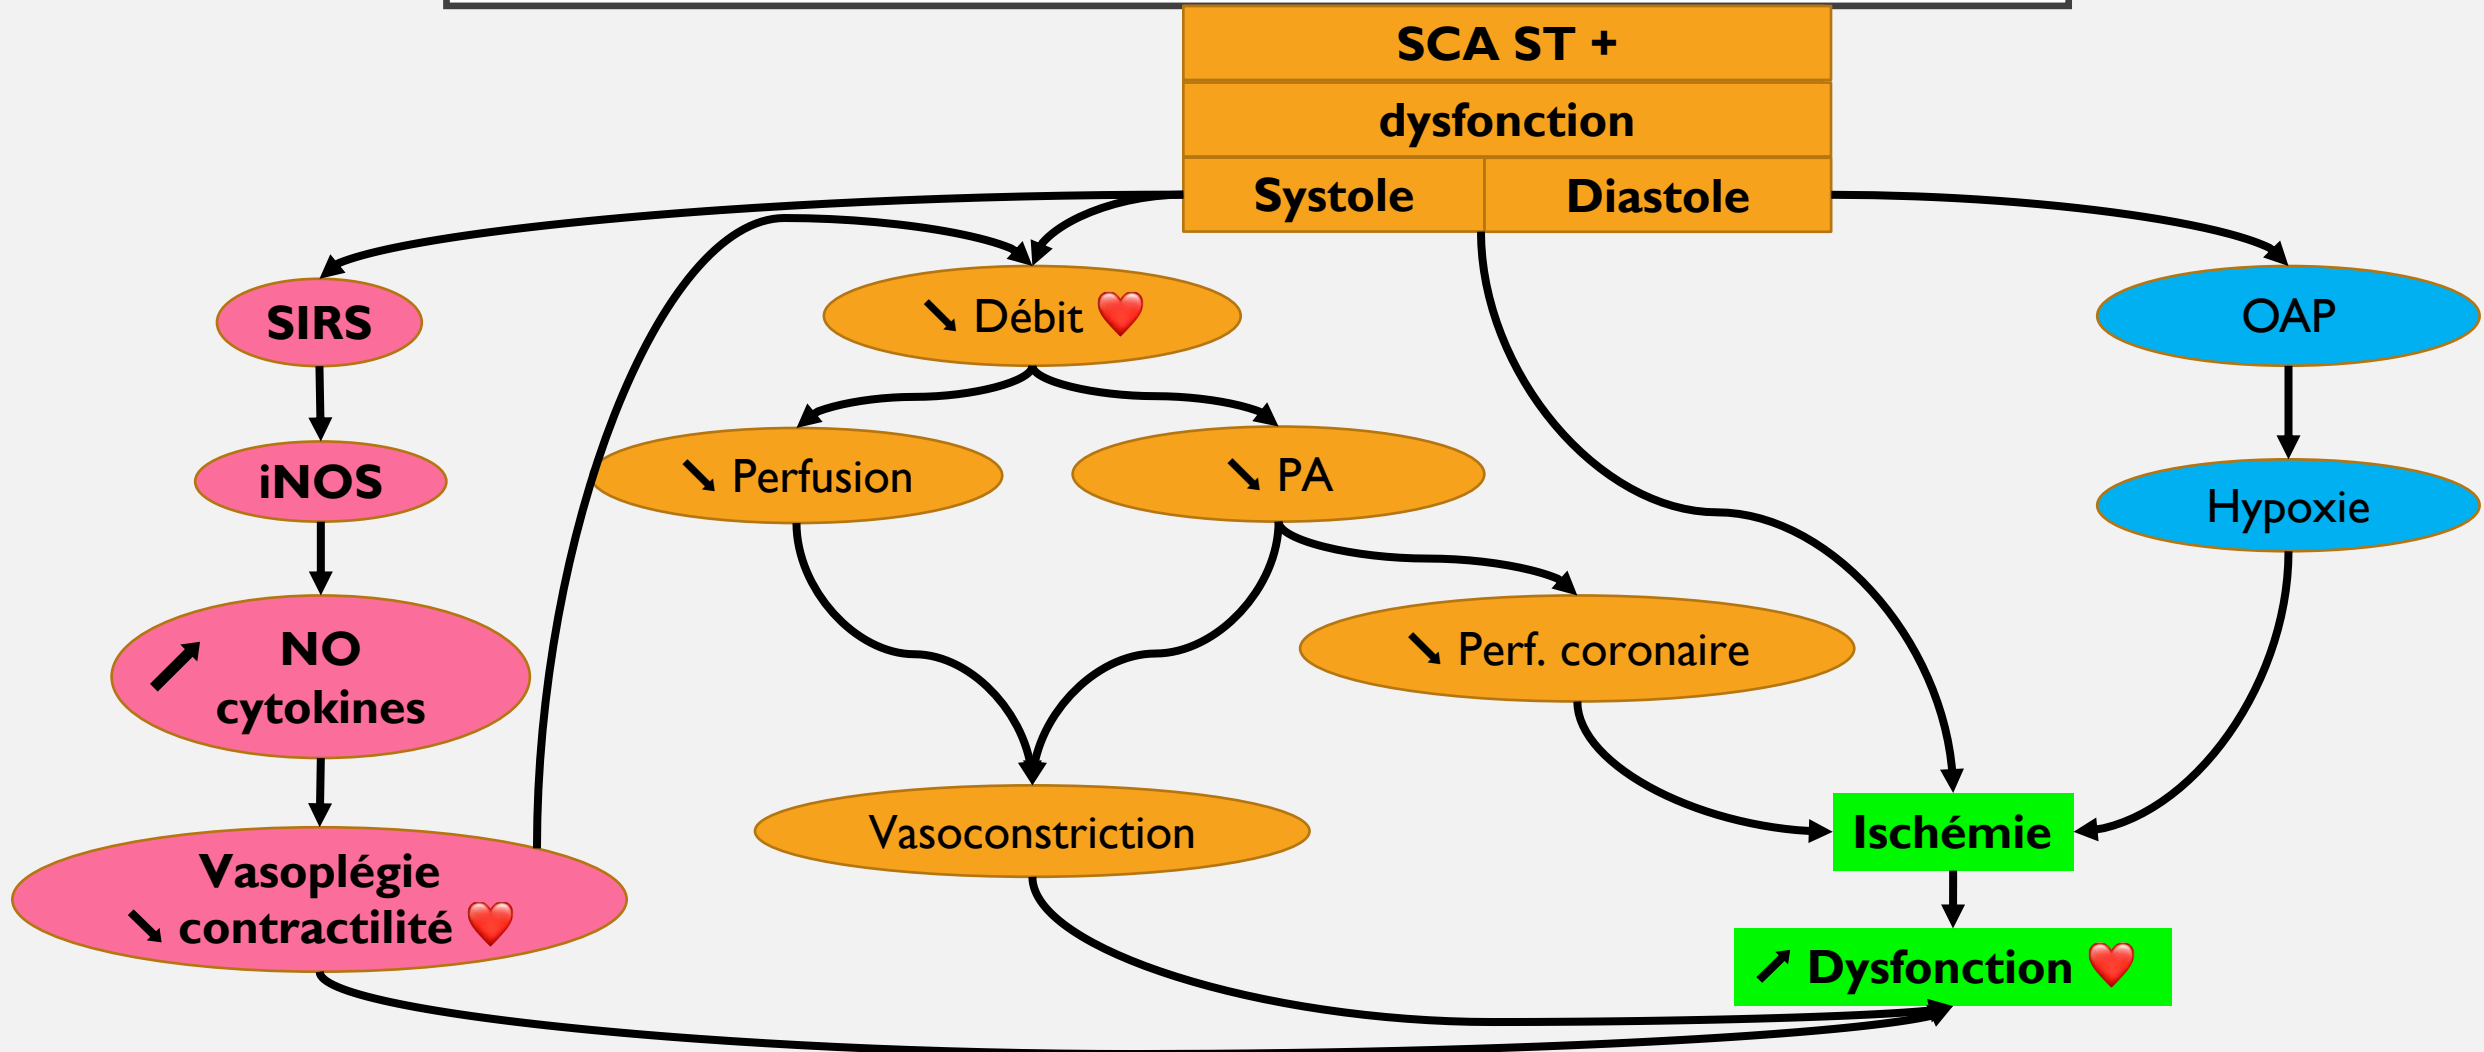 SCA ST +
dysfonction
Systole
Diastole
SIRS
➘ Débit ❤️
OAP
iNOS
➘ Perfusion
➘ PA
Hypoxie
NO
cytokines
➘ Perf. coronaire
Vasoconstriction
Ischémie
Vasoplégie
➘ contractilité ❤️
➚ Dysfonction ❤️